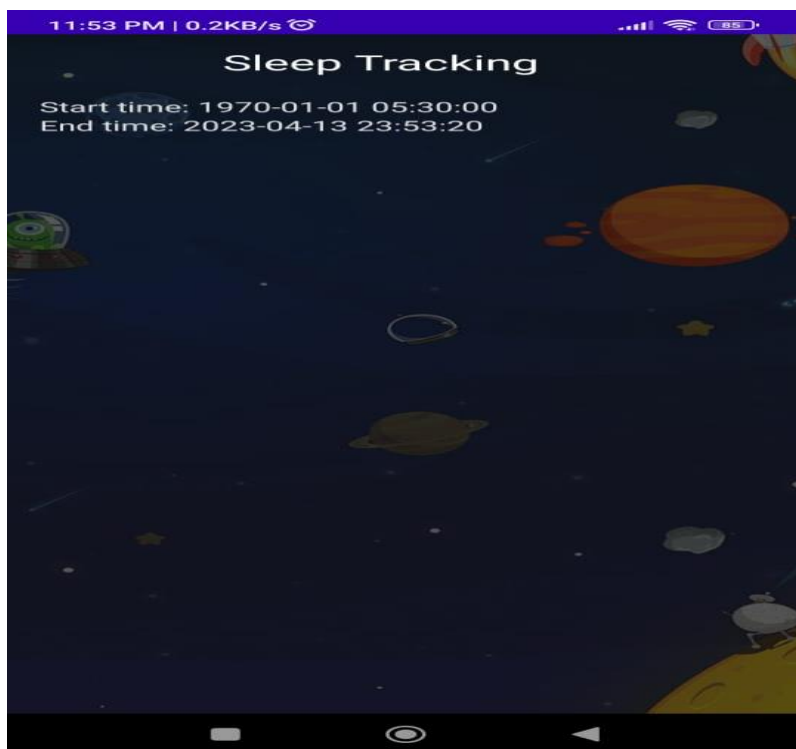 11:53 PM | 0.2KB/s
85
Sleep Tracking
Start time: 1970-01-01 05:30:00
End time: 2023-04-13 23:53:20